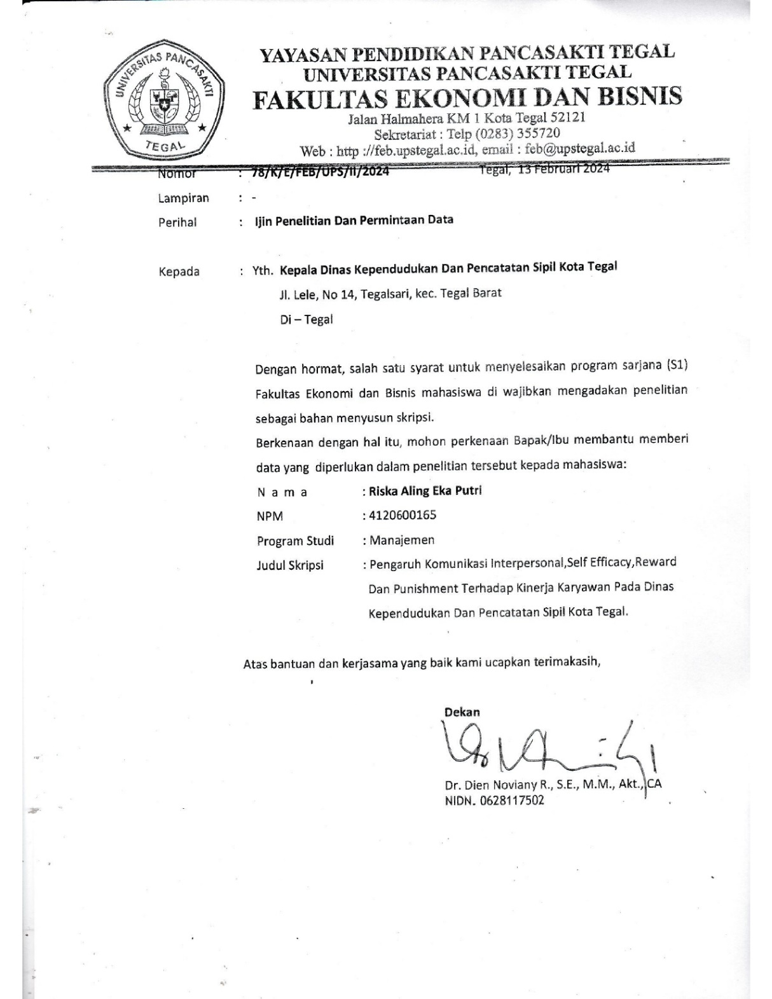 UNIVERSITAS PANCASAKTI
TEGAL
YAYASAN PENDIDIKAN PANCASAKTI TEGAL
UNIVERSITAS PANCASAKTI TEGAL
FAKULTAS EKONOMI DAN BISNIS
Jalan Halmahera KM 1 Kota Tegal 52121
Sekretariat : Telp (0283) 355720
Web : http ://feb.upstegal.ac.id, email : feb@upstegal.ac.id
Nomor : 78/K/E/FEB/UPS/II/2024 Tegal, 13 Februari 2024
Lampiran : -
Perihal : Ijin Penelitian Dan Permintaan Data
Kepada : Yth. Kepala Dinas Kependudukan Dan Pencatatan Sipil Kota Tegal
Jl. Lele, No 14, Tegalsari, kec. Tegal Barat
Di – Tegal
Dengan hormat, salah satu syarat untuk menyelesaikan program sarjana (S1)
Fakultas Ekonomi dan Bisnis mahasiswa di wajibkan mengadakan penelitian
sebagai bahan menyusun skripsi.
Berkenaan dengan hal itu, mohon perkenaan Bapak/Ibu membantu memberi
data yang diperlukan dalam penelitian tersebut kepada mahasiswa:
N a m a : Riska Aling Eka Putri
NPM : 4120600165
Program Studi : Manajemen
Judul Skripsi : Pengaruh Komunikasi Interpersonal,Self Efficacy,Reward
Dan Punishment Terhadap Kinerja Karyawan Pada Dinas
Kependudukan Dan Pencatatan Sipil Kota Tegal.
Atas bantuan dan kerjasama yang baik kami ucapkan terimakasih,
Dekan
Dr. Dien Noviany R., S.E., M.M., Akt., CA
NIDN. 0628117502